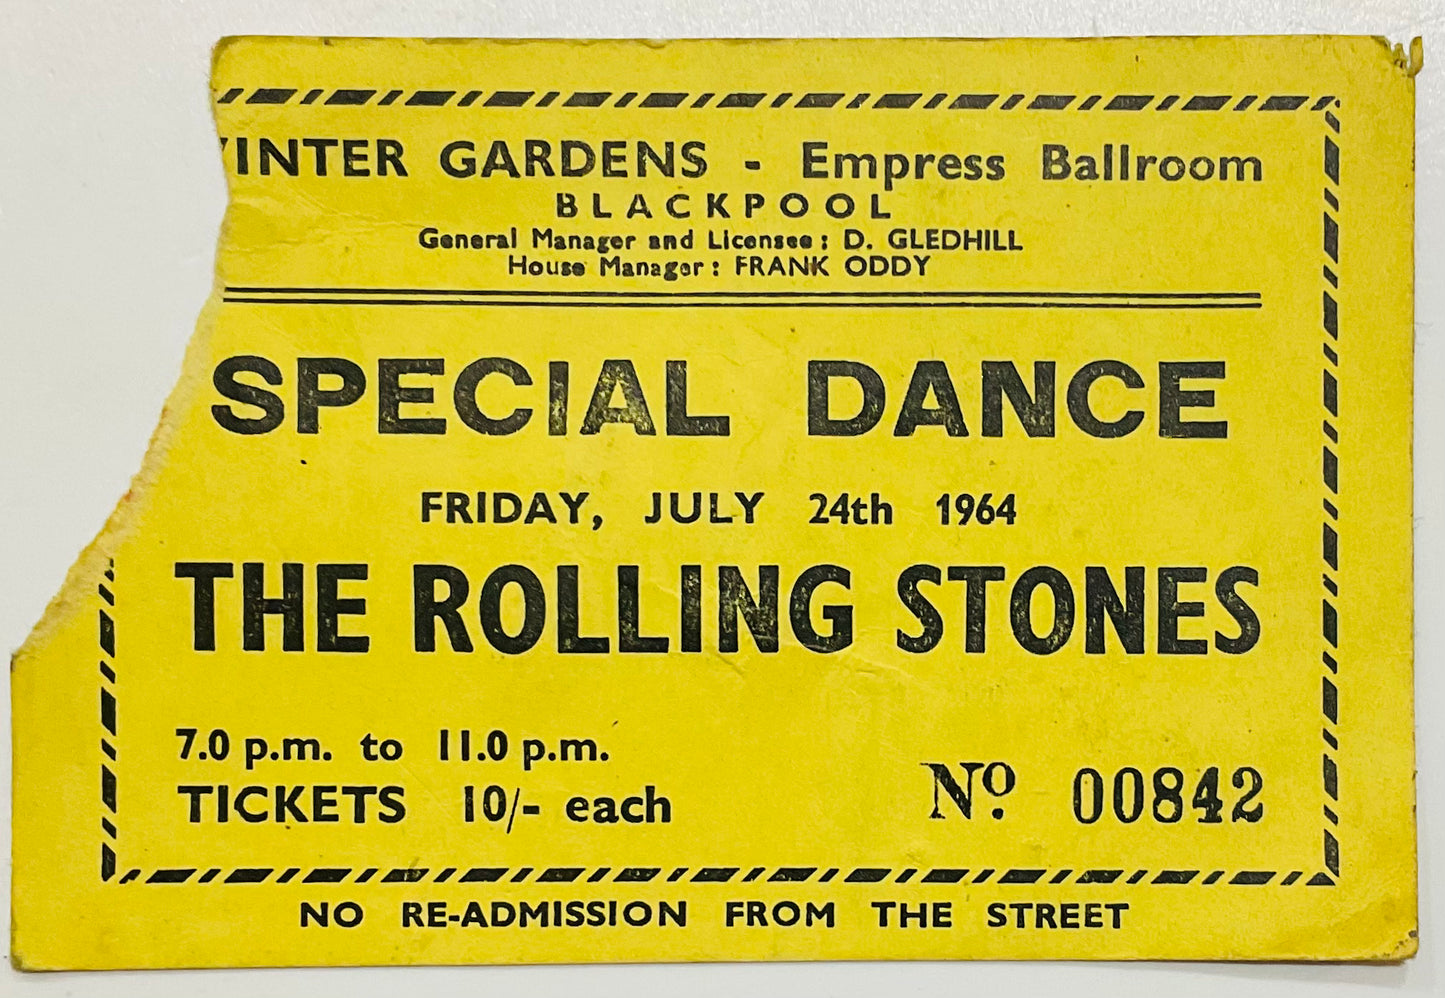 WINTER GARDENS - Empress Ballroom
BLACKPOOL
General Manager and Licensee: D. GLEDHILL
House Manager: FRANK ODDY
SPECIAL DANCE
FRIDAY, JULY 24th 1964
THE ROLLING STONES
7.0 p.m. to 11.0 p.m.
TICKETS 10/- each
Nº. 00842
NO RE-ADMISSION FROM THE STREET